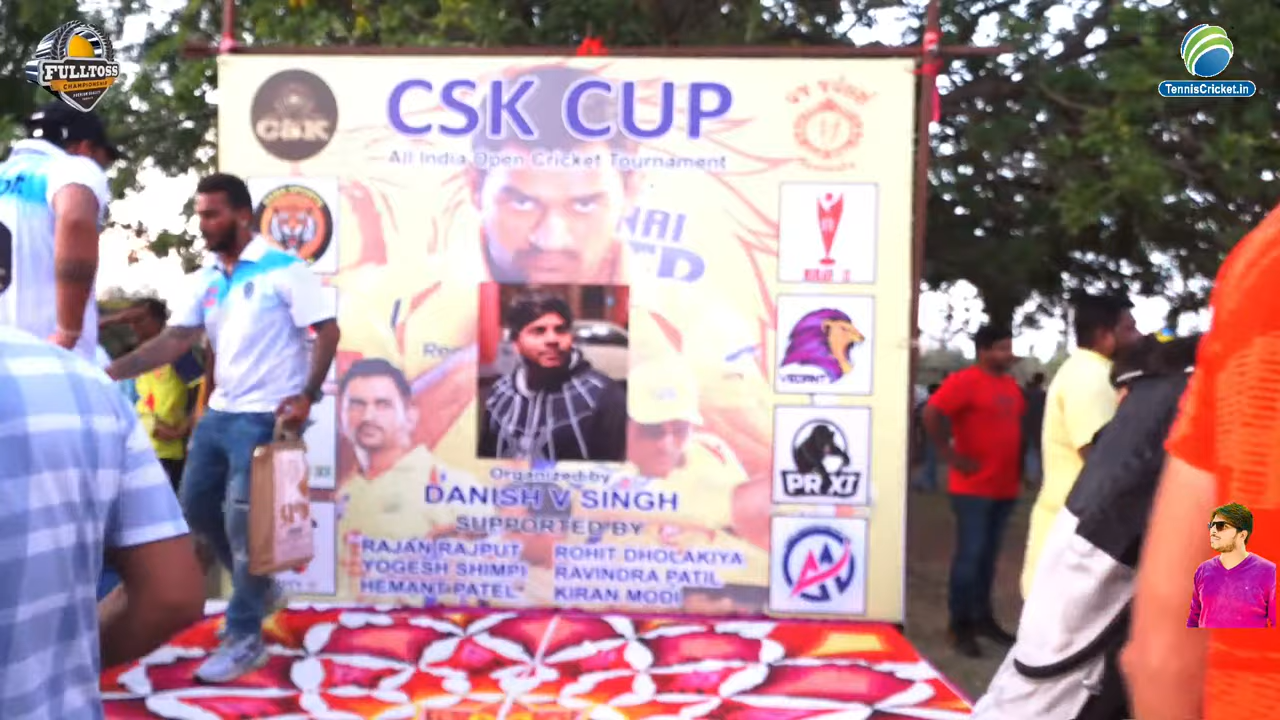 FULLTOSS
CHAMPIONSHIP
TennisCricket.in
CSK CUP
All India Open Cricket Tournament
CSK
Organized by
DANISH V SINGH
SUPPORTED BY
RAJAN RAJPUT
ROHIT DHOLAKIYA
YOGESH SHIMPI
RAVINDRA PATIL
HEMANT PATEL
KIRAN MODI
PR XI